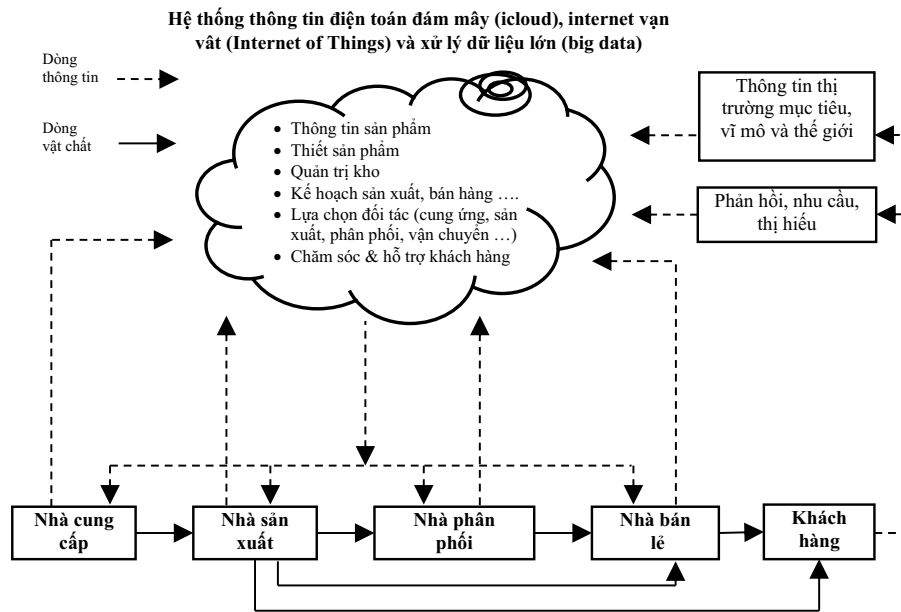 Hệ thống thông tin điện toán đám mây (icloud), internet vạn
vât (Internet of Things) và xử lý dữ liệu lớn (big data)
Dòng
thông tin
Dòng
vật chất
• Thông tin sản phẩm
• Thiết sản phẩm
• Quản trị kho
• Kế hoạch sản xuất, bán hàng ….
• Lựa chọn đối tác (cung ứng, sản
xuất, phân phối, vận chuyển …)
• Chăm sóc & hỗ trợ khách hàng
Thông tin thị
trường mục tiêu,
vĩ mô và thế giới
Phản hồi, nhu cầu,
thị hiếu
Nhà cung
cấp
Nhà sản
xuất
Nhà phân
phối
Nhà bán
lẻ
Khách
hàng